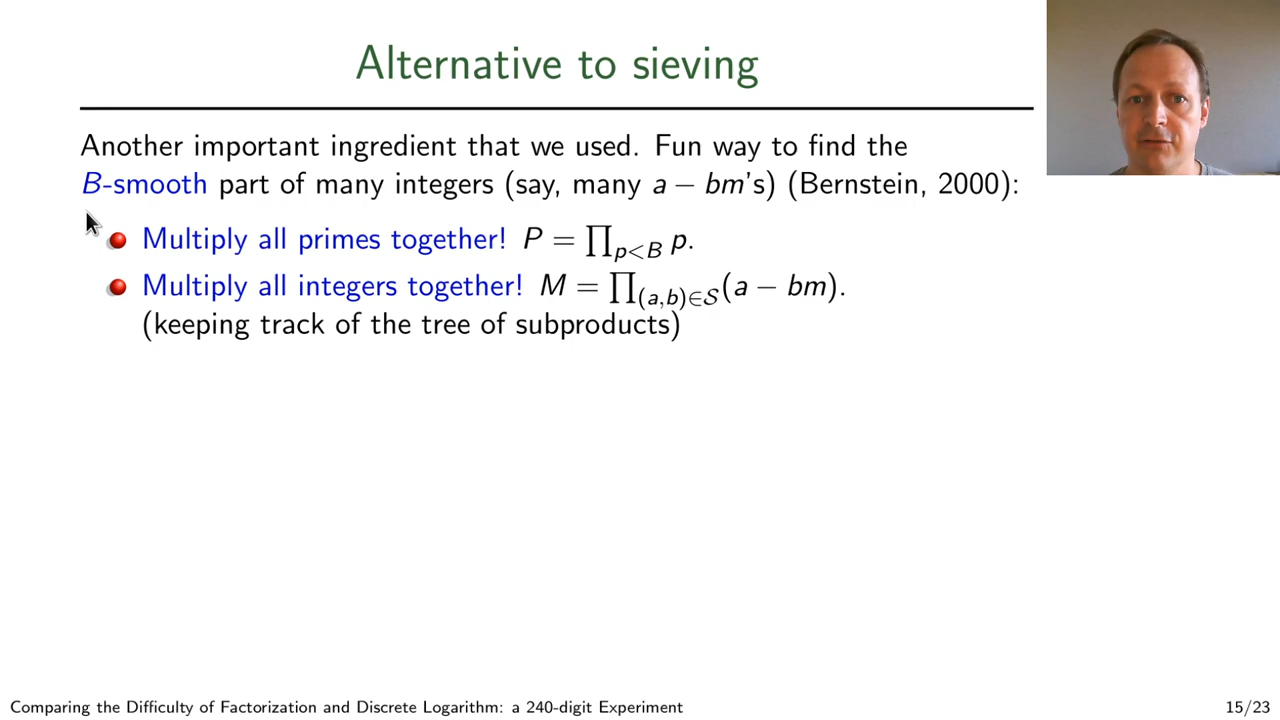 Alternative to sieving
Another important ingredient that we used. Fun way to find the
B-smooth part of many integers (say, many a − bm's) (Bernstein, 2000):
Multiply all primes together! P = ∏_{p<B} p.
Multiply all integers together! M = ∏_{(a,b)∈𝒮}(a − bm).
(keeping track of the tree of subproducts)
Comparing the Difficulty of Factorization and Discrete Logarithm: a 240-digit Experiment
15/23